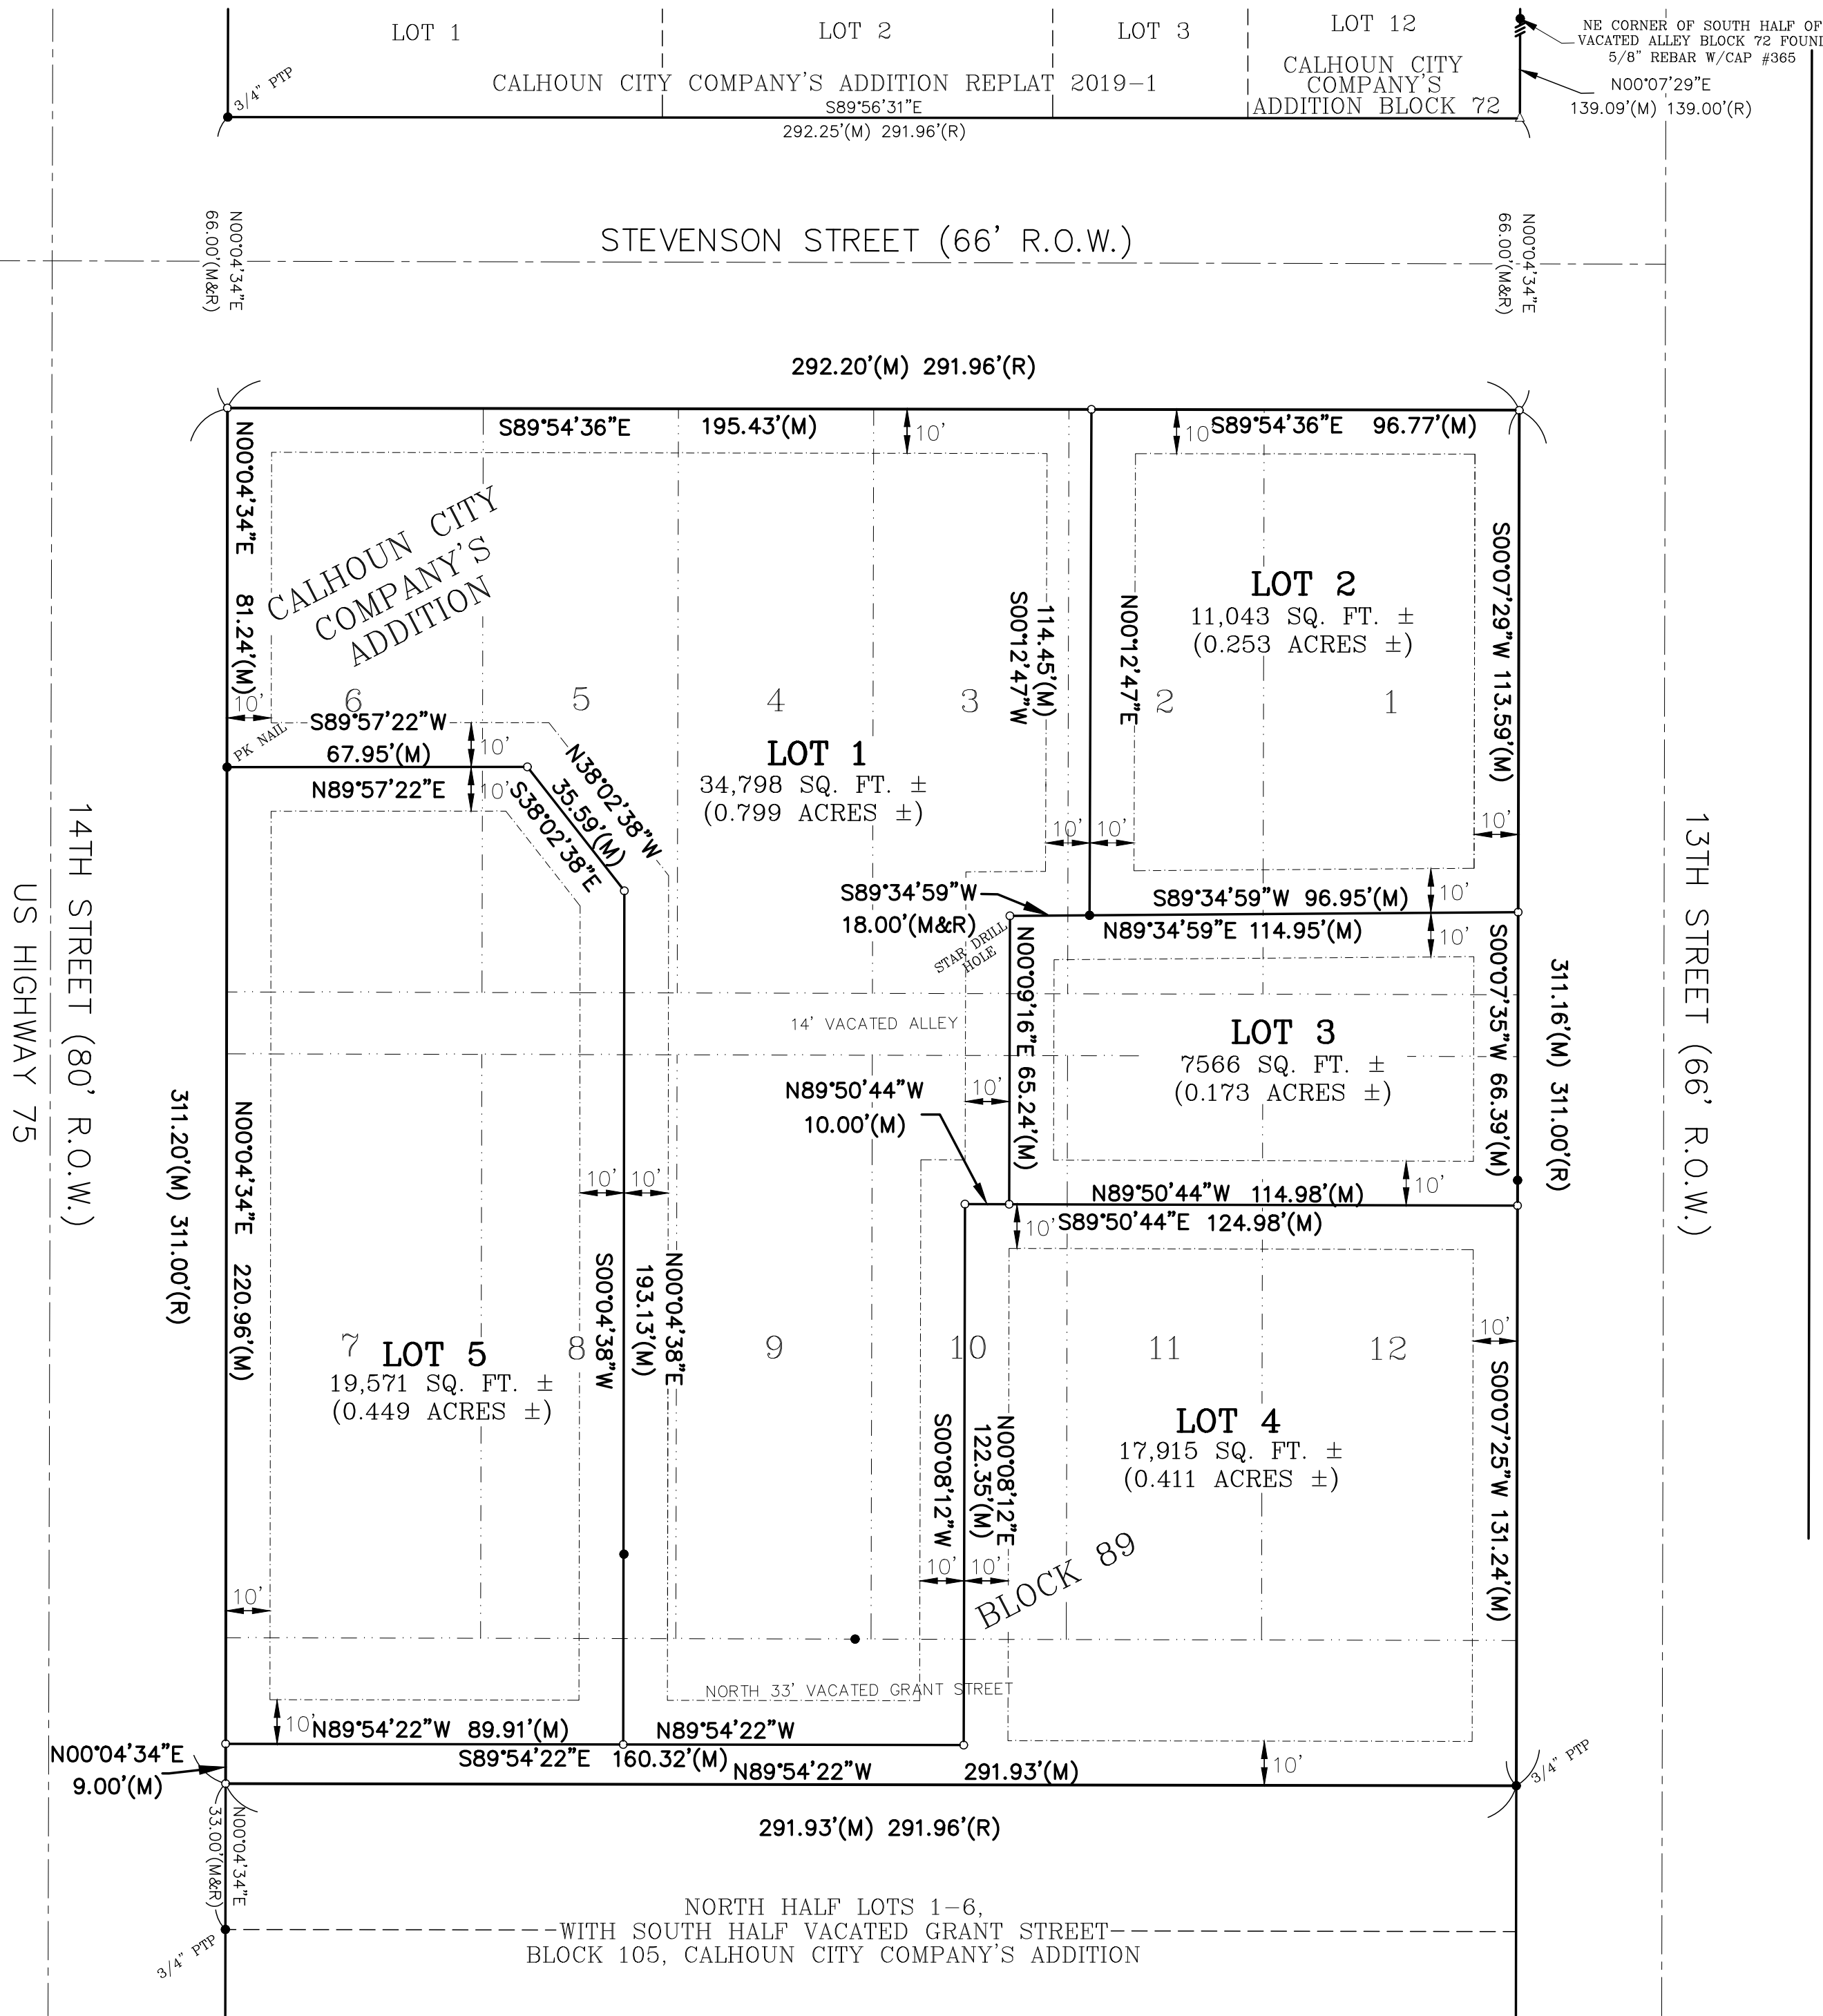 LOT 1
LOT 2
LOT 3
LOT 12
NE CORNER OF SOUTH HALF OF
VACATED ALLEY BLOCK 72
5/8" REBAR W/CAP #365
CALHOUN CITY COMPANY'S ADDITION REPLAT 2019-1
CALHOUN CITY
COMPANY'S
ADDITION BLOCK 72
N00°07'29"E
139.09'(M) 139.00'(R)
3/4" PTP
S89°56'31"E
292.25'(M) 291.96'(R)
N00°04'34"E
66.00'(M&R)
STEVENSON STREET (66' R.O.W.)
N00°04'34"E
66.00'(M&R)
292.20'(M) 291.96'(R)
S89°54'36"E 195.43'(M)
10'
10'
S89°54'36"E 96.77'(M)
N00°04'34"E 81.24'(M)
CALHOUN CITY
COMPANY'S
ADDITION
114.45'(M)
S00°12'47"W
N00°12'47"E
LOT 2
11,043 SQ. FT. ±
(0.253 ACRES ±)
S00°07'29"W 113.59'(M)
6
5
4
3
2
1
10'
PK NAIL
S89°57'22"W
67.95'(M)
N89°57'22"E
10'
10'
N38°02'38"W
35.59'(M)
S38°02'38"E
LOT 1
34,798 SQ. FT. ±
(0.799 ACRES ±)
10'
10'
10'
S89°34'59"W
18.00'(M&R)
S89°34'59"W 96.95'(M)
10'
N89°34'59"E 114.95'(M)
10'
STAR DRILL
HOLE
14TH STREET (80' R.O.W.)
US HIGHWAY 75
13TH STREET (66' R.O.W.)
311.20'(M) 311.00'(R)
311.16'(M) 311.00'(R)
14' VACATED ALLEY
N00°09'16"E 65.24'(M)
LOT 3
7566 SQ. FT. ±
(0.173 ACRES ±)
S00°07'35"W 66.39'(M)
N89°50'44"W
10.00'(M)
10'
10'
10'
N89°50'44"W 114.98'(M)
10'
10'
S89°50'44"E 124.98'(M)
N00°04'34"E 220.96'(M)
7
8
9
10
11
12
LOT 5
19,571 SQ. FT. ±
(0.449 ACRES ±)
S00°04'38"W
193.13'(M)
N00°04'38"E
S00°08'12"W
N00°08'12"E
122.35'(M)
LOT 4
17,915 SQ. FT. ±
(0.411 ACRES ±)
10'
S00°07'25"W 131.24'(M)
BLOCK 89
10'
10'
10'
NORTH 33' VACATED GRANT STREET
10'
N89°54'22"W 89.91'(M)
N89°54'22"W
S89°54'22"E 160.32'(M)
N89°54'22"W 291.93'(M)
10'
N00°04'34"E
9.00'(M)
3/4" PTP
N00°04'34"E
33.00'(M&R)
291.93'(M) 291.96'(R)
3/4" PTP
NORTH HALF LOTS 1-6,
WITH SOUTH HALF VACATED GRANT STREET
BLOCK 105, CALHOUN CITY COMPANY'S ADDITION